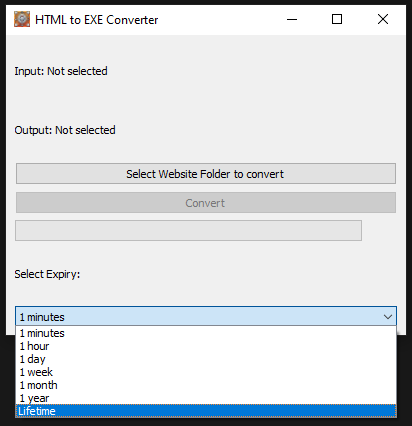 HTML to EXE Converter
Input: Not selected
Output: Not selected
Select Website Folder to convert
Convert
Select Expiry:
1 minutes
1 minutes
1 hour
1 day
1 week
1 month
1 year
Lifetime